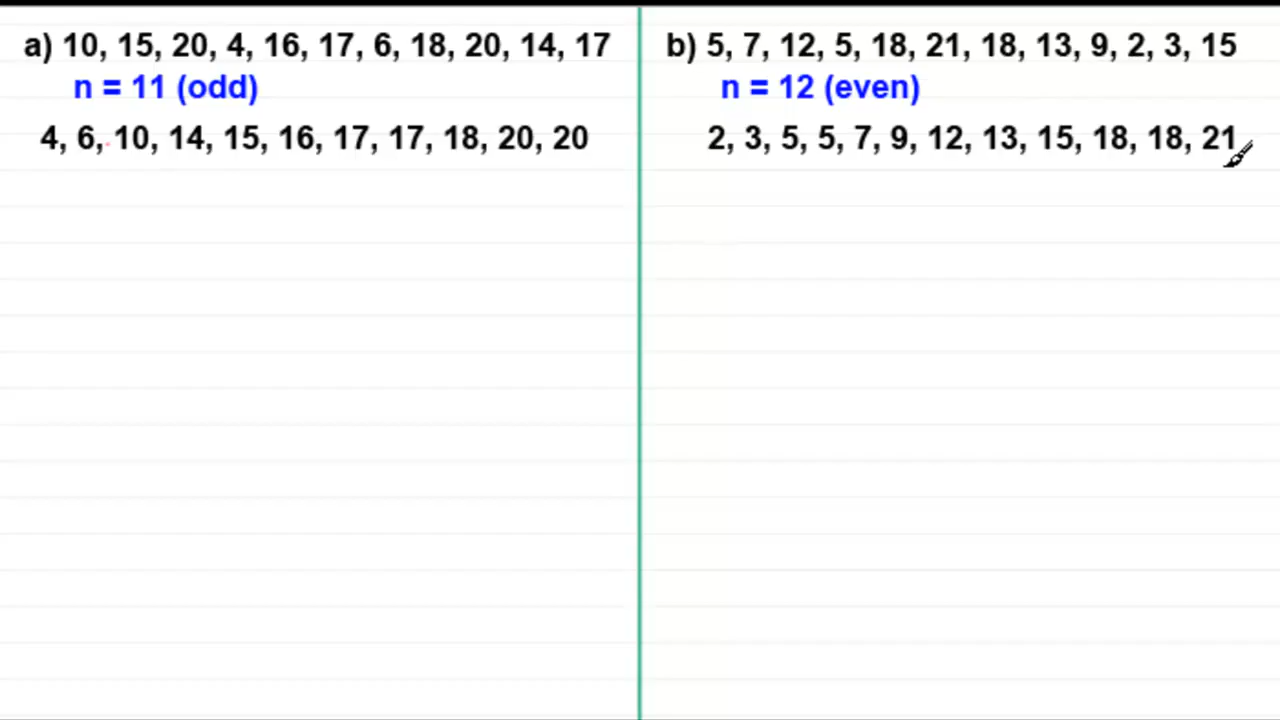 a) 10, 15, 20, 4, 16, 17, 6, 18, 20, 14, 17
n = 11 (odd)
4, 6, 10, 14, 15, 16, 17, 17, 18, 20, 20
b) 5, 7, 12, 5, 18, 21, 18, 13, 9, 2, 3, 15
n = 12 (even)
2, 3, 5, 5, 7, 9, 12, 13, 15, 18, 18, 21